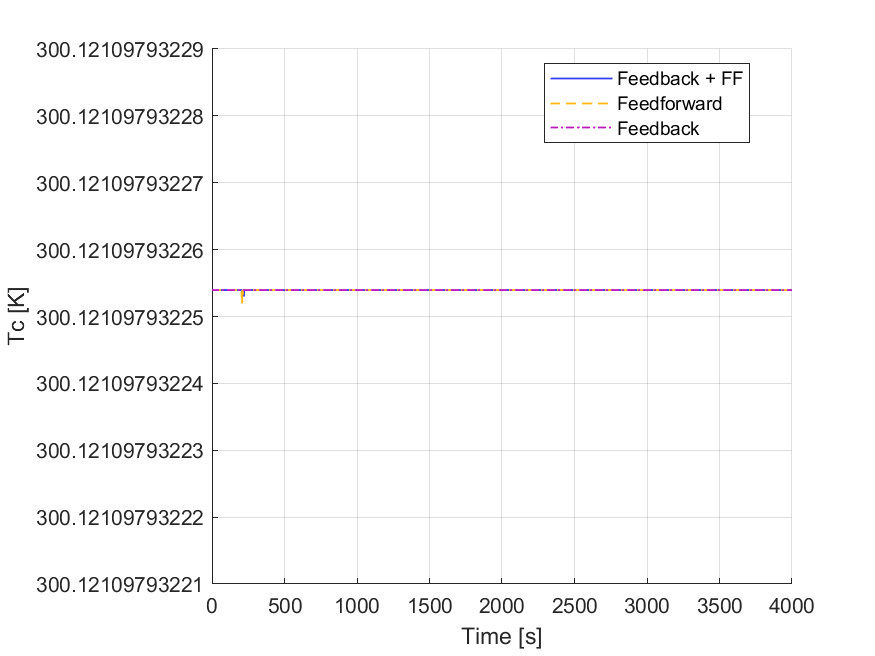 300.12109793229
300.12109793228
300.12109793227
300.12109793226
300.12109793225
300.12109793224
300.12109793223
300.12109793222
300.12109793221
Tc [K]
Feedback + FF
Feedforward
Feedback
0 500 1000 1500 2000 2500 3000 3500 4000
Time [s]